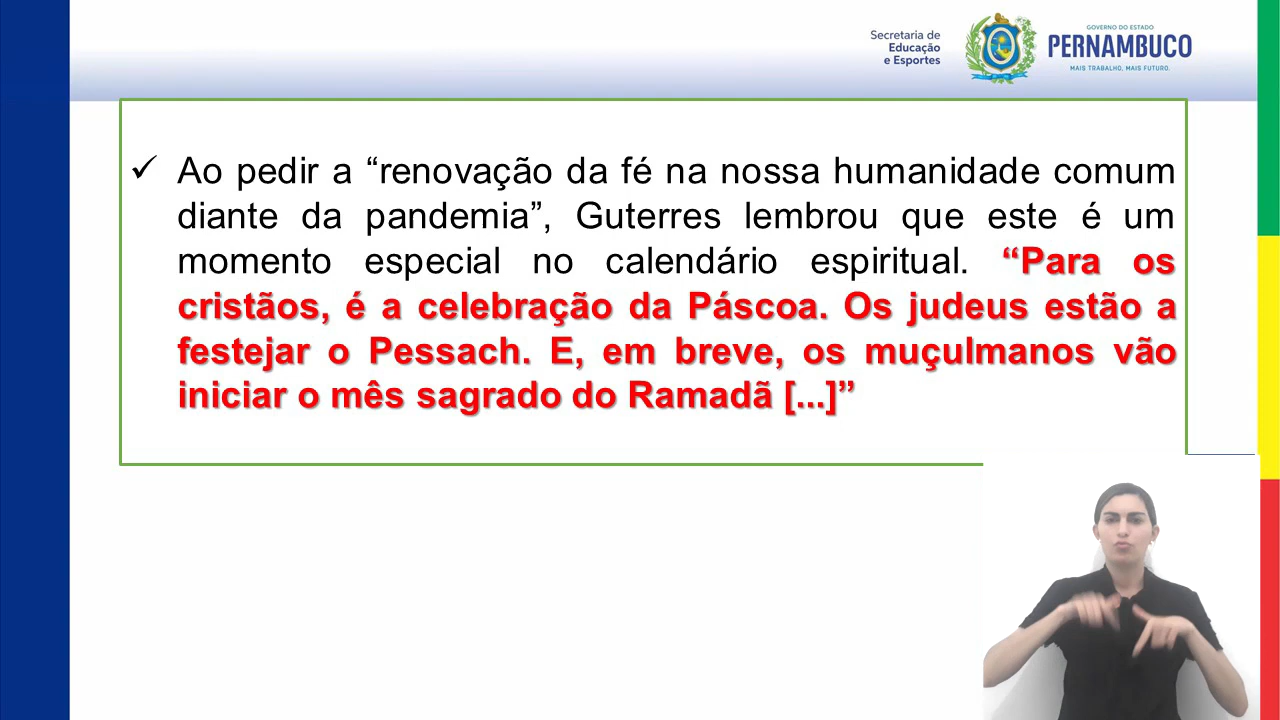 Secretaria de
Educação
e Esportes
GOVERNO DO ESTADO
PERNAMBUCO
MAIS TRABALHO, MAIS FUTURO.
Ao pedir a “renovação da fé na nossa humanidade comum
diante da pandemia”, Guterres lembrou que este é um
momento especial no calendário espiritual. “Para os
cristãos, é a celebração da Páscoa. Os judeus estão a
festejar o Pessach. E, em breve, os muçulmanos vão
iniciar o mês sagrado do Ramadã [...]”